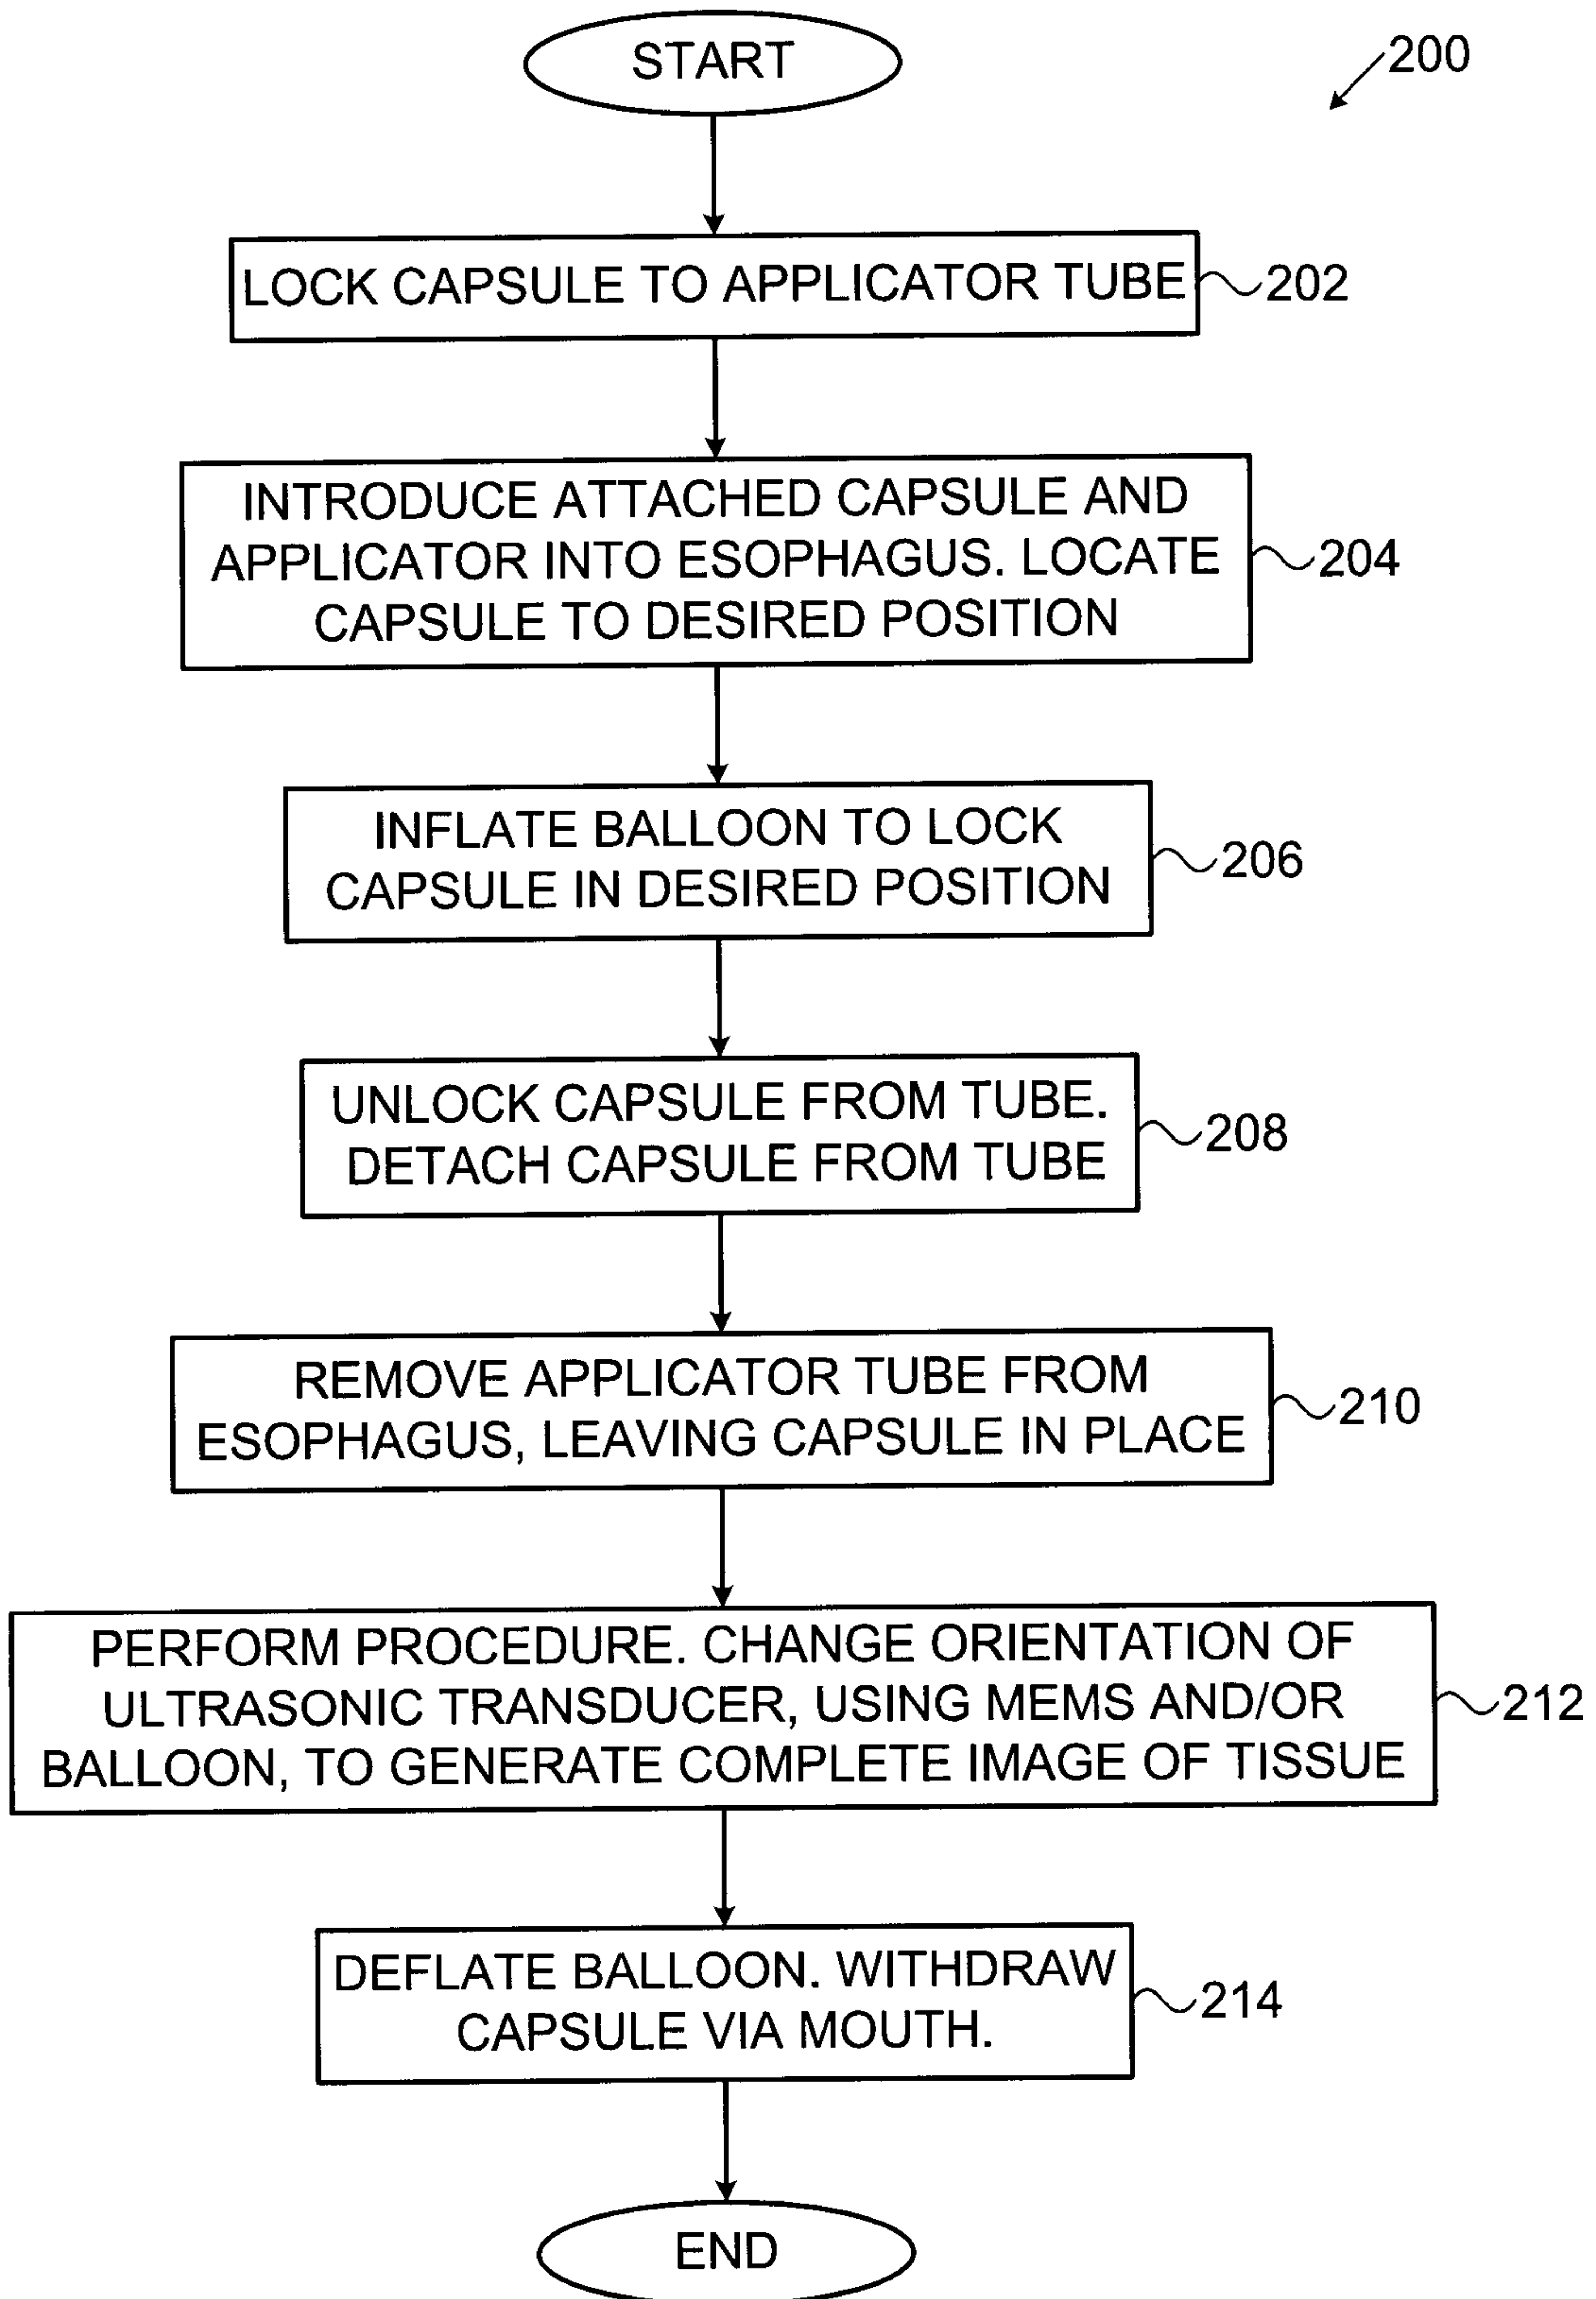 START
200
LOCK CAPSULE TO APPLICATOR TUBE
202
INTRODUCE ATTACHED CAPSULE AND
APPLICATOR INTO ESOPHAGUS. LOCATE
CAPSULE TO DESIRED POSITION
204
INFLATE BALLOON TO LOCK
CAPSULE IN DESIRED POSITION
206
UNLOCK CAPSULE FROM TUBE.
DETACH CAPSULE FROM TUBE
208
REMOVE APPLICATOR TUBE FROM
ESOPHAGUS, LEAVING CAPSULE IN PLACE
210
PERFORM PROCEDURE. CHANGE ORIENTATION OF
ULTRASONIC TRANSDUCER, USING MEMS AND/OR
BALLOON, TO GENERATE COMPLETE IMAGE OF TISSUE
212
DEFLATE BALLOON. WITHDRAW
CAPSULE VIA MOUTH.
214
END